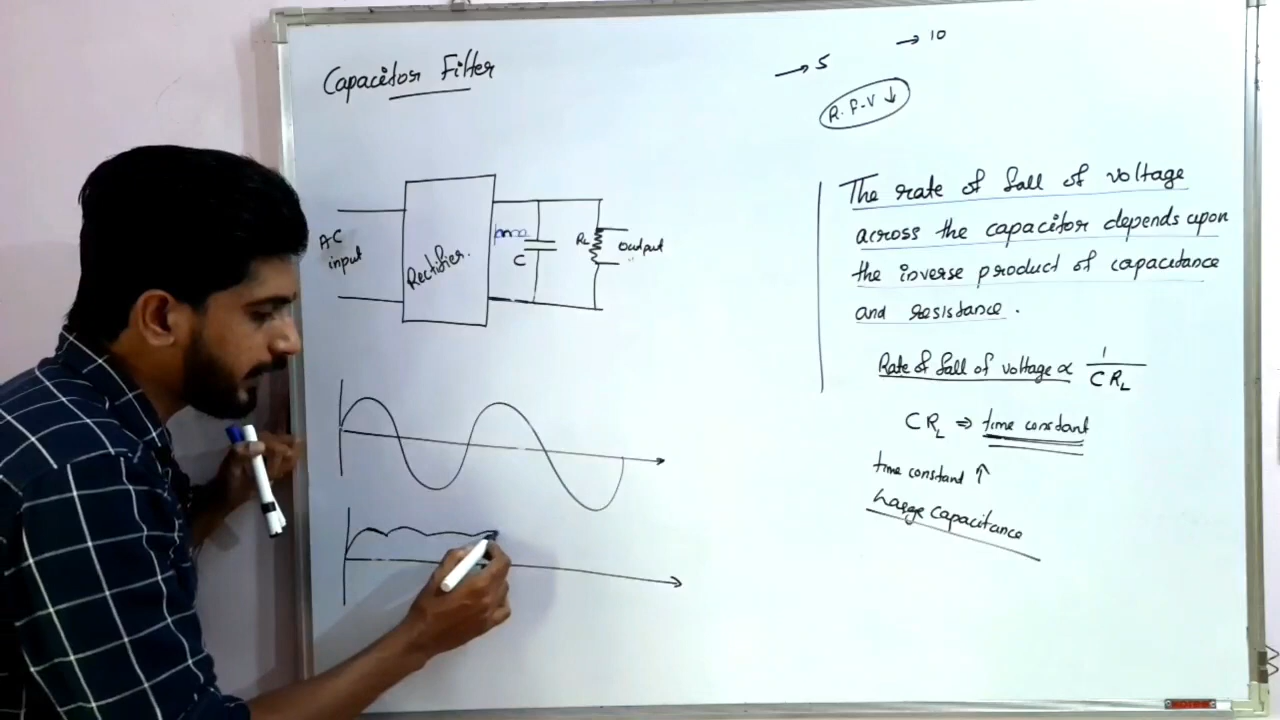 Capacitor Filter
→ 5
→ 10
R.F.V ↓
AC
input
Rectifier.
C
RL
Output
The rate of fall of voltage
across the capacitor depends upon
the inverse product of capacitance
and resistance.
Rate of fall of voltage ∝ 1/CRL
CRL ⇒ time constant
time constant ↑
Large capacitance
KOREA